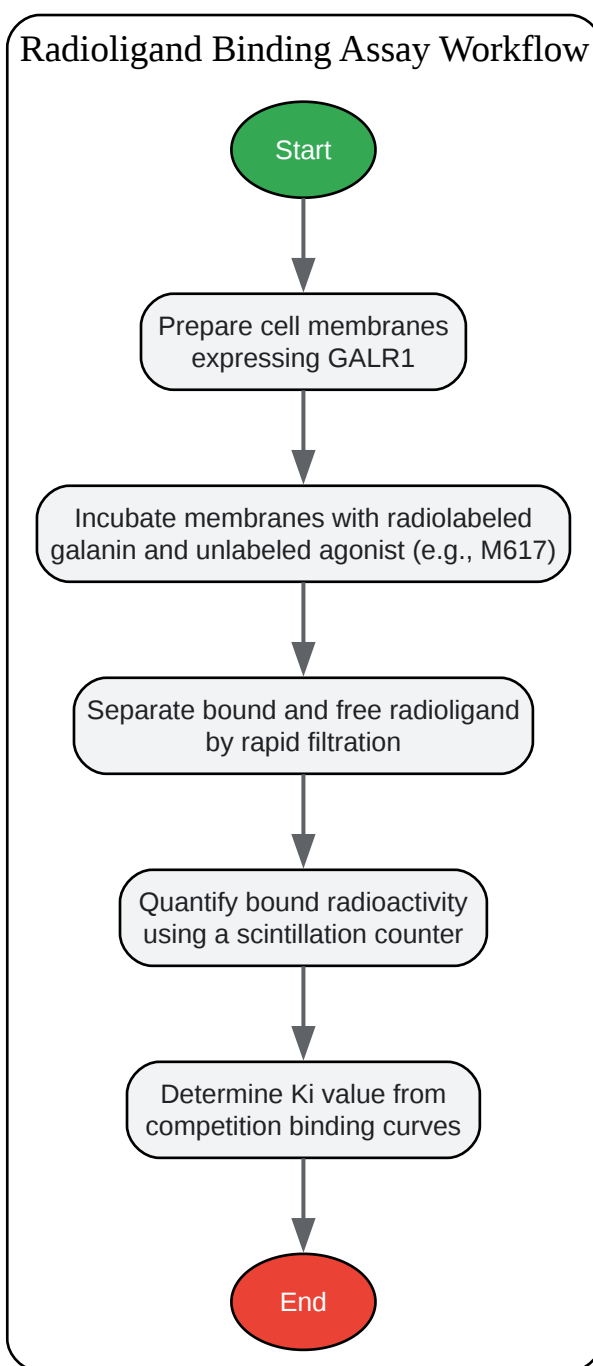 Radioligand Binding Assay Workflow
Start
Prepare cell membranes
expressing GALR1
Incubate membranes with radiolabeled
galanin and unlabeled agonist (e.g., M617)
Separate bound and free radioligand
by rapid filtration
Quantify bound radioactivity
using a scintillation counter
Determine Ki value from
competition binding curves
End